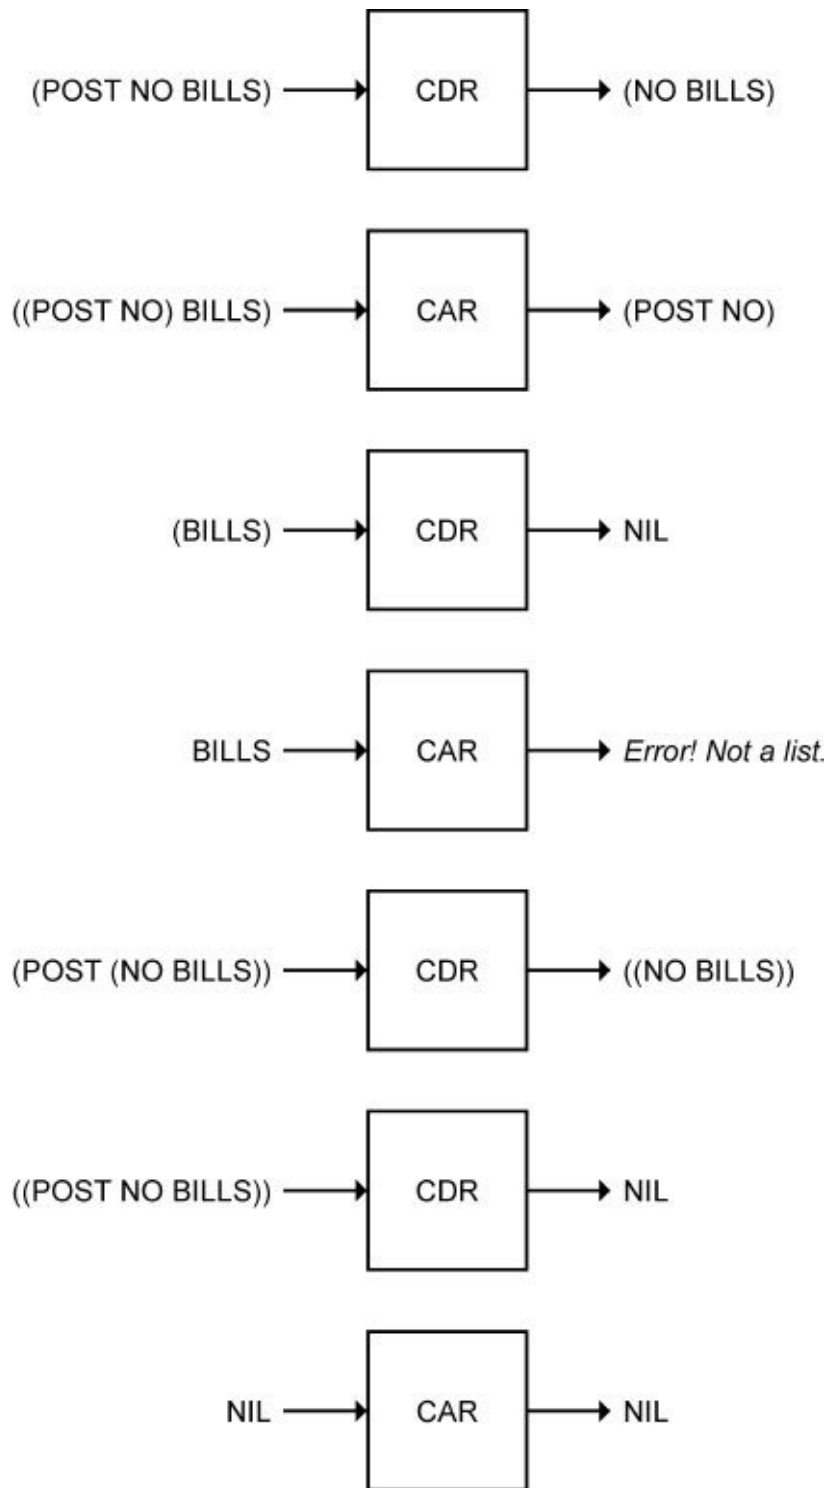 (POST NO BILLS) CDR (NO BILLS)
((POST NO) BILLS) CAR (POST NO)
(BILLS) CDR NIL
BILLS CAR Error! Not a list.
(POST (NO BILLS)) CDR ((NO BILLS))
((POST NO BILLS)) CDR NIL
NIL CAR NIL